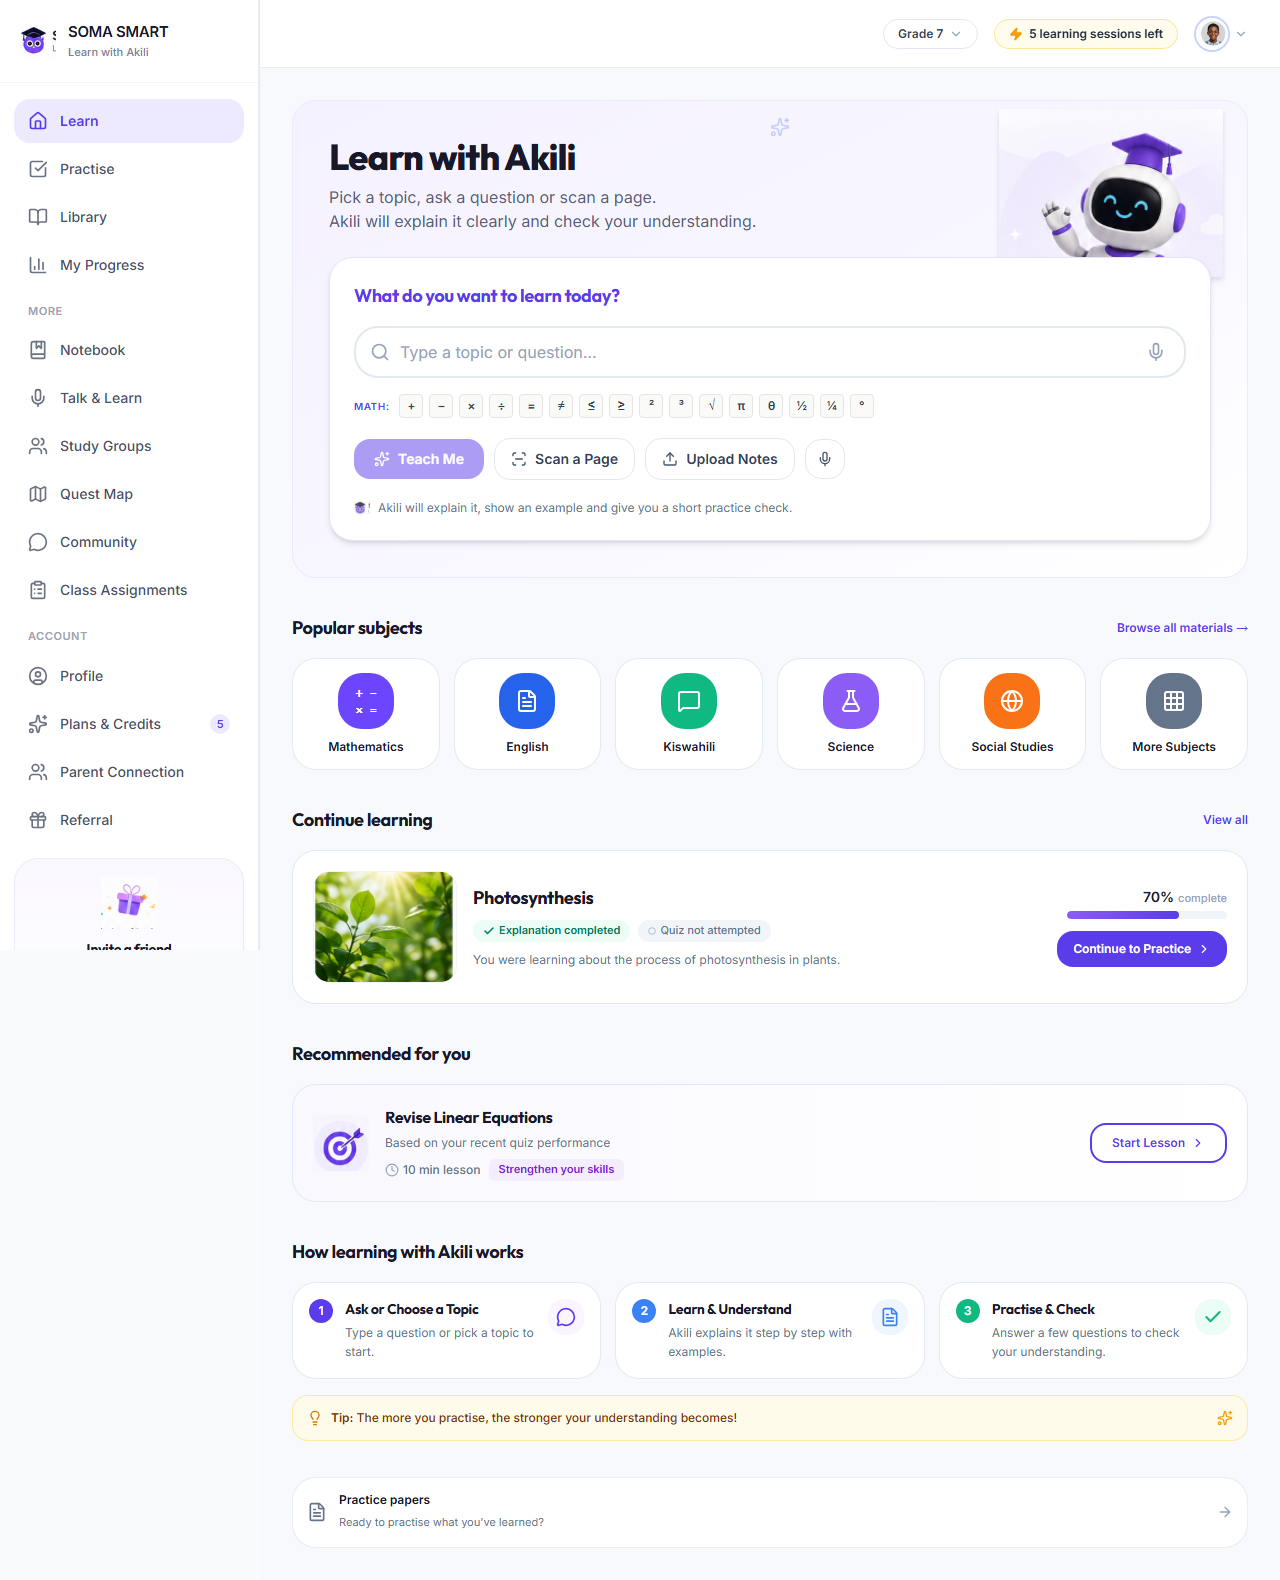 SOMA SMART
Learn with Akili
Learn
Practise
Library
My Progress
MORE
Notebook
Talk & Learn
Study Groups
Quest Map
Community
Class Assignments
ACCOUNT
Profile
Plans & Credits 5
Parent Connection
Referral
Invite a friend
Grade 7
5 learning sessions left
Learn with Akili
Pick a topic, ask a question or scan a page.
Akili will explain it clearly and check your understanding.
What do you want to learn today?
Type a topic or question...
MATH: + − × ÷ = ≠ ≤ ≥ ² ³ √ π θ ½ ¼ °
Teach Me Scan a Page Upload Notes
Akili will explain it, show an example and give you a short practice check.
Popular subjects
Browse all materials →
+ −
× =
Mathematics
English
Kiswahili
Science
Social Studies
More Subjects
Continue learning
View all
Photosynthesis
Explanation completed
Quiz not attempted
You were learning about the process of photosynthesis in plants.
70% complete
Continue to Practice
Recommended for you
Revise Linear Equations
Based on your recent quiz performance
10 min lesson
Strengthen your skills
Start Lesson
How learning with Akili works
1 Ask or Choose a Topic
Type a question or pick a topic to
start.
2 Learn & Understand
Akili explains it step by step with
examples.
3 Practise & Check
Answer a few questions to check
your understanding.
Tip: The more you practise, the stronger your understanding becomes!
Practice papers
Ready to practise what you've learned?